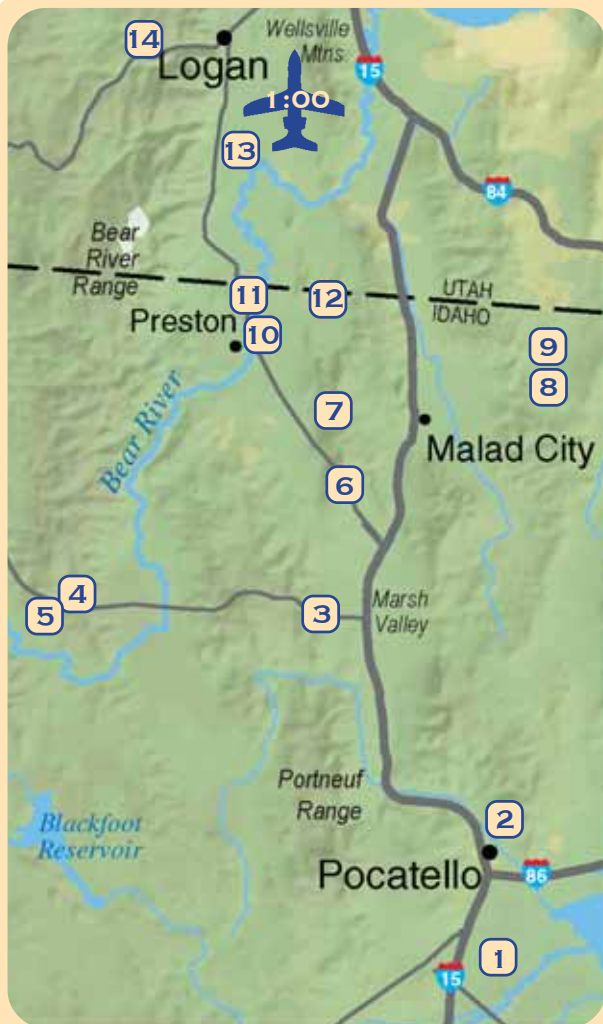 Wellsville
Mtns.
14
Logan
15
1:00
13
84
Bear
River
Range
UTAH
IDAHO
11
12
Preston
10
9
8
7
Bear River
Malad City
6
4
5
3
Marsh
Valley
Portneuf
Range
2
Blackfoot
Reservoir
Pocatello
86
1
15